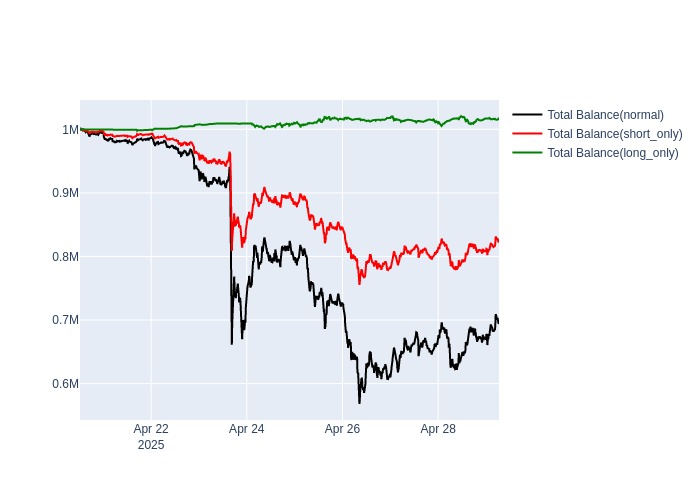 1M
0.9M
0.8M
0.7M
0.6M
Apr 22
2025
Apr 24
Apr 26
Apr 28
Total Balance(normal)
Total Balance(short_only)
Total Balance(long_only)